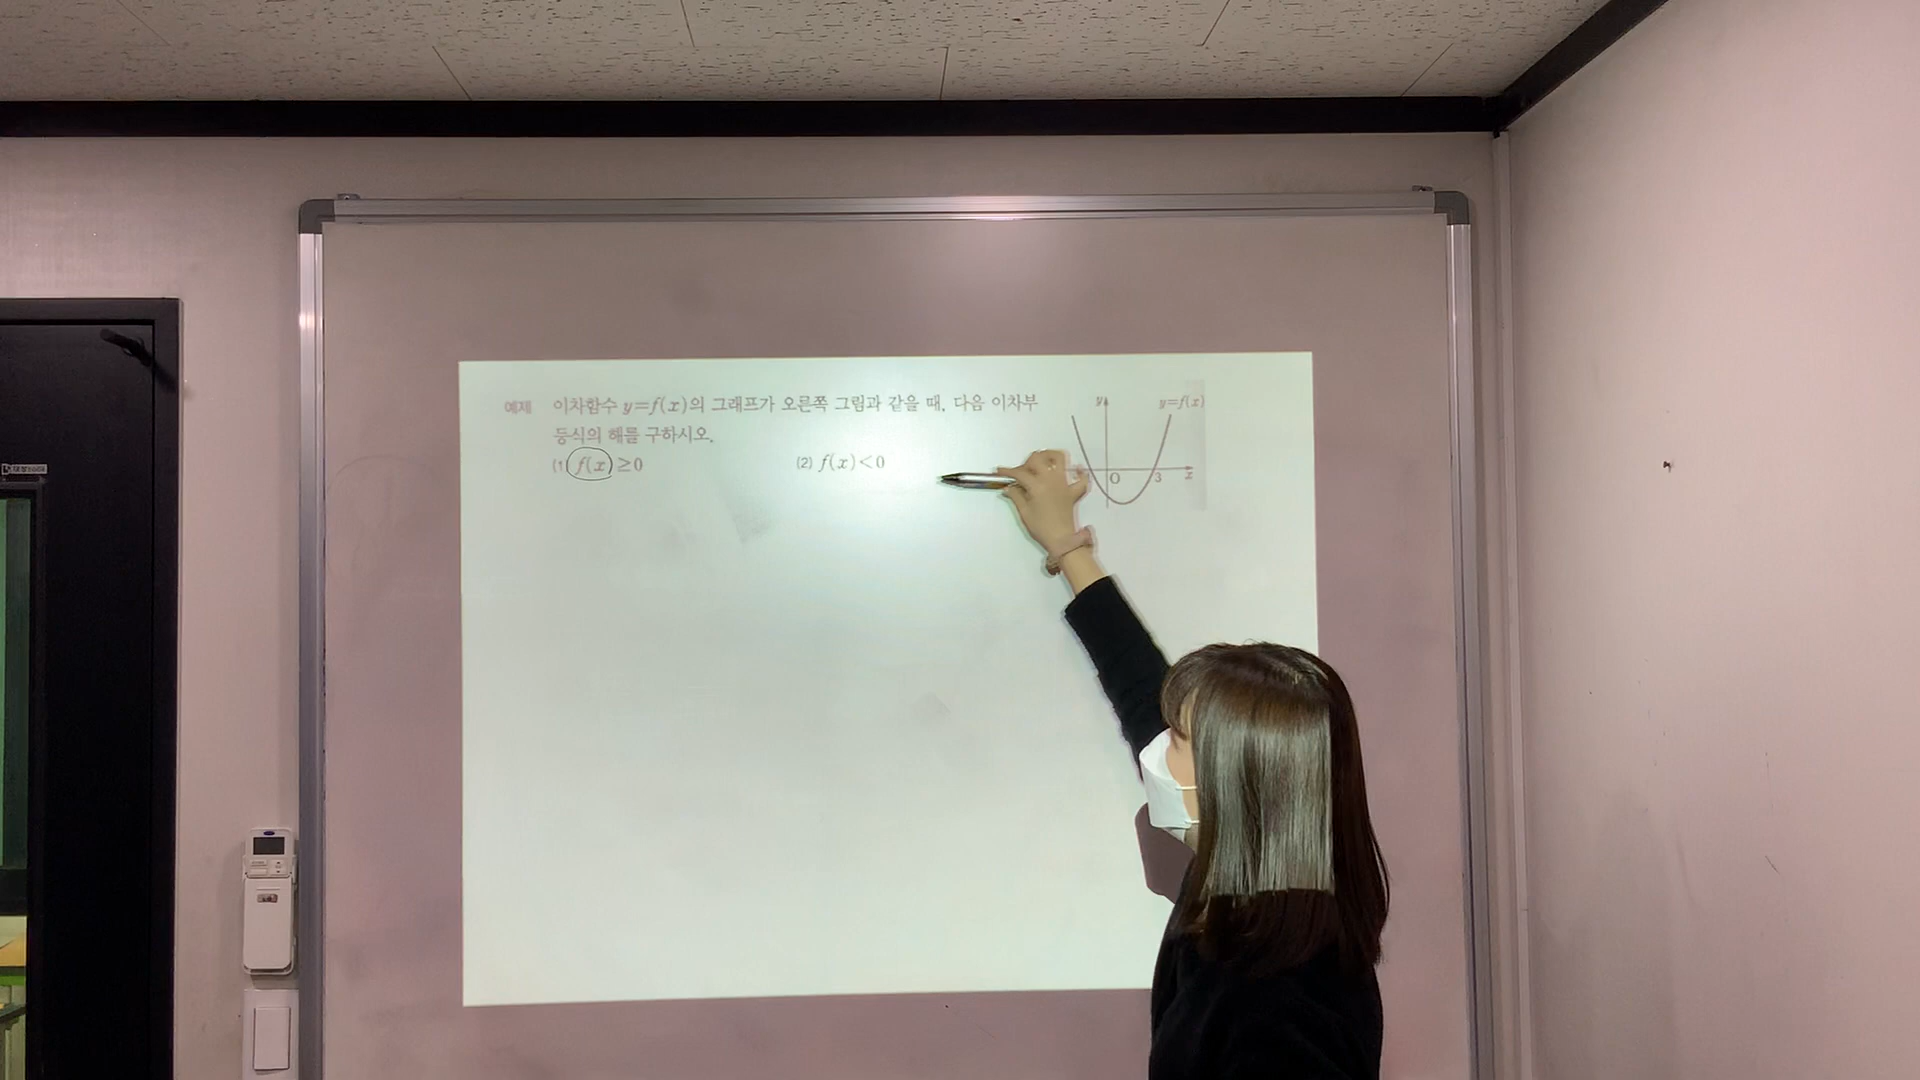 예제 이차함수 y=f(x)의 그래프가 오른쪽 그림과 같을 때, 다음 이차부
등식의 해를 구하시오.
(1) f(x)≥0 (2) f(x)<0
y y=f(x)
O 3 x